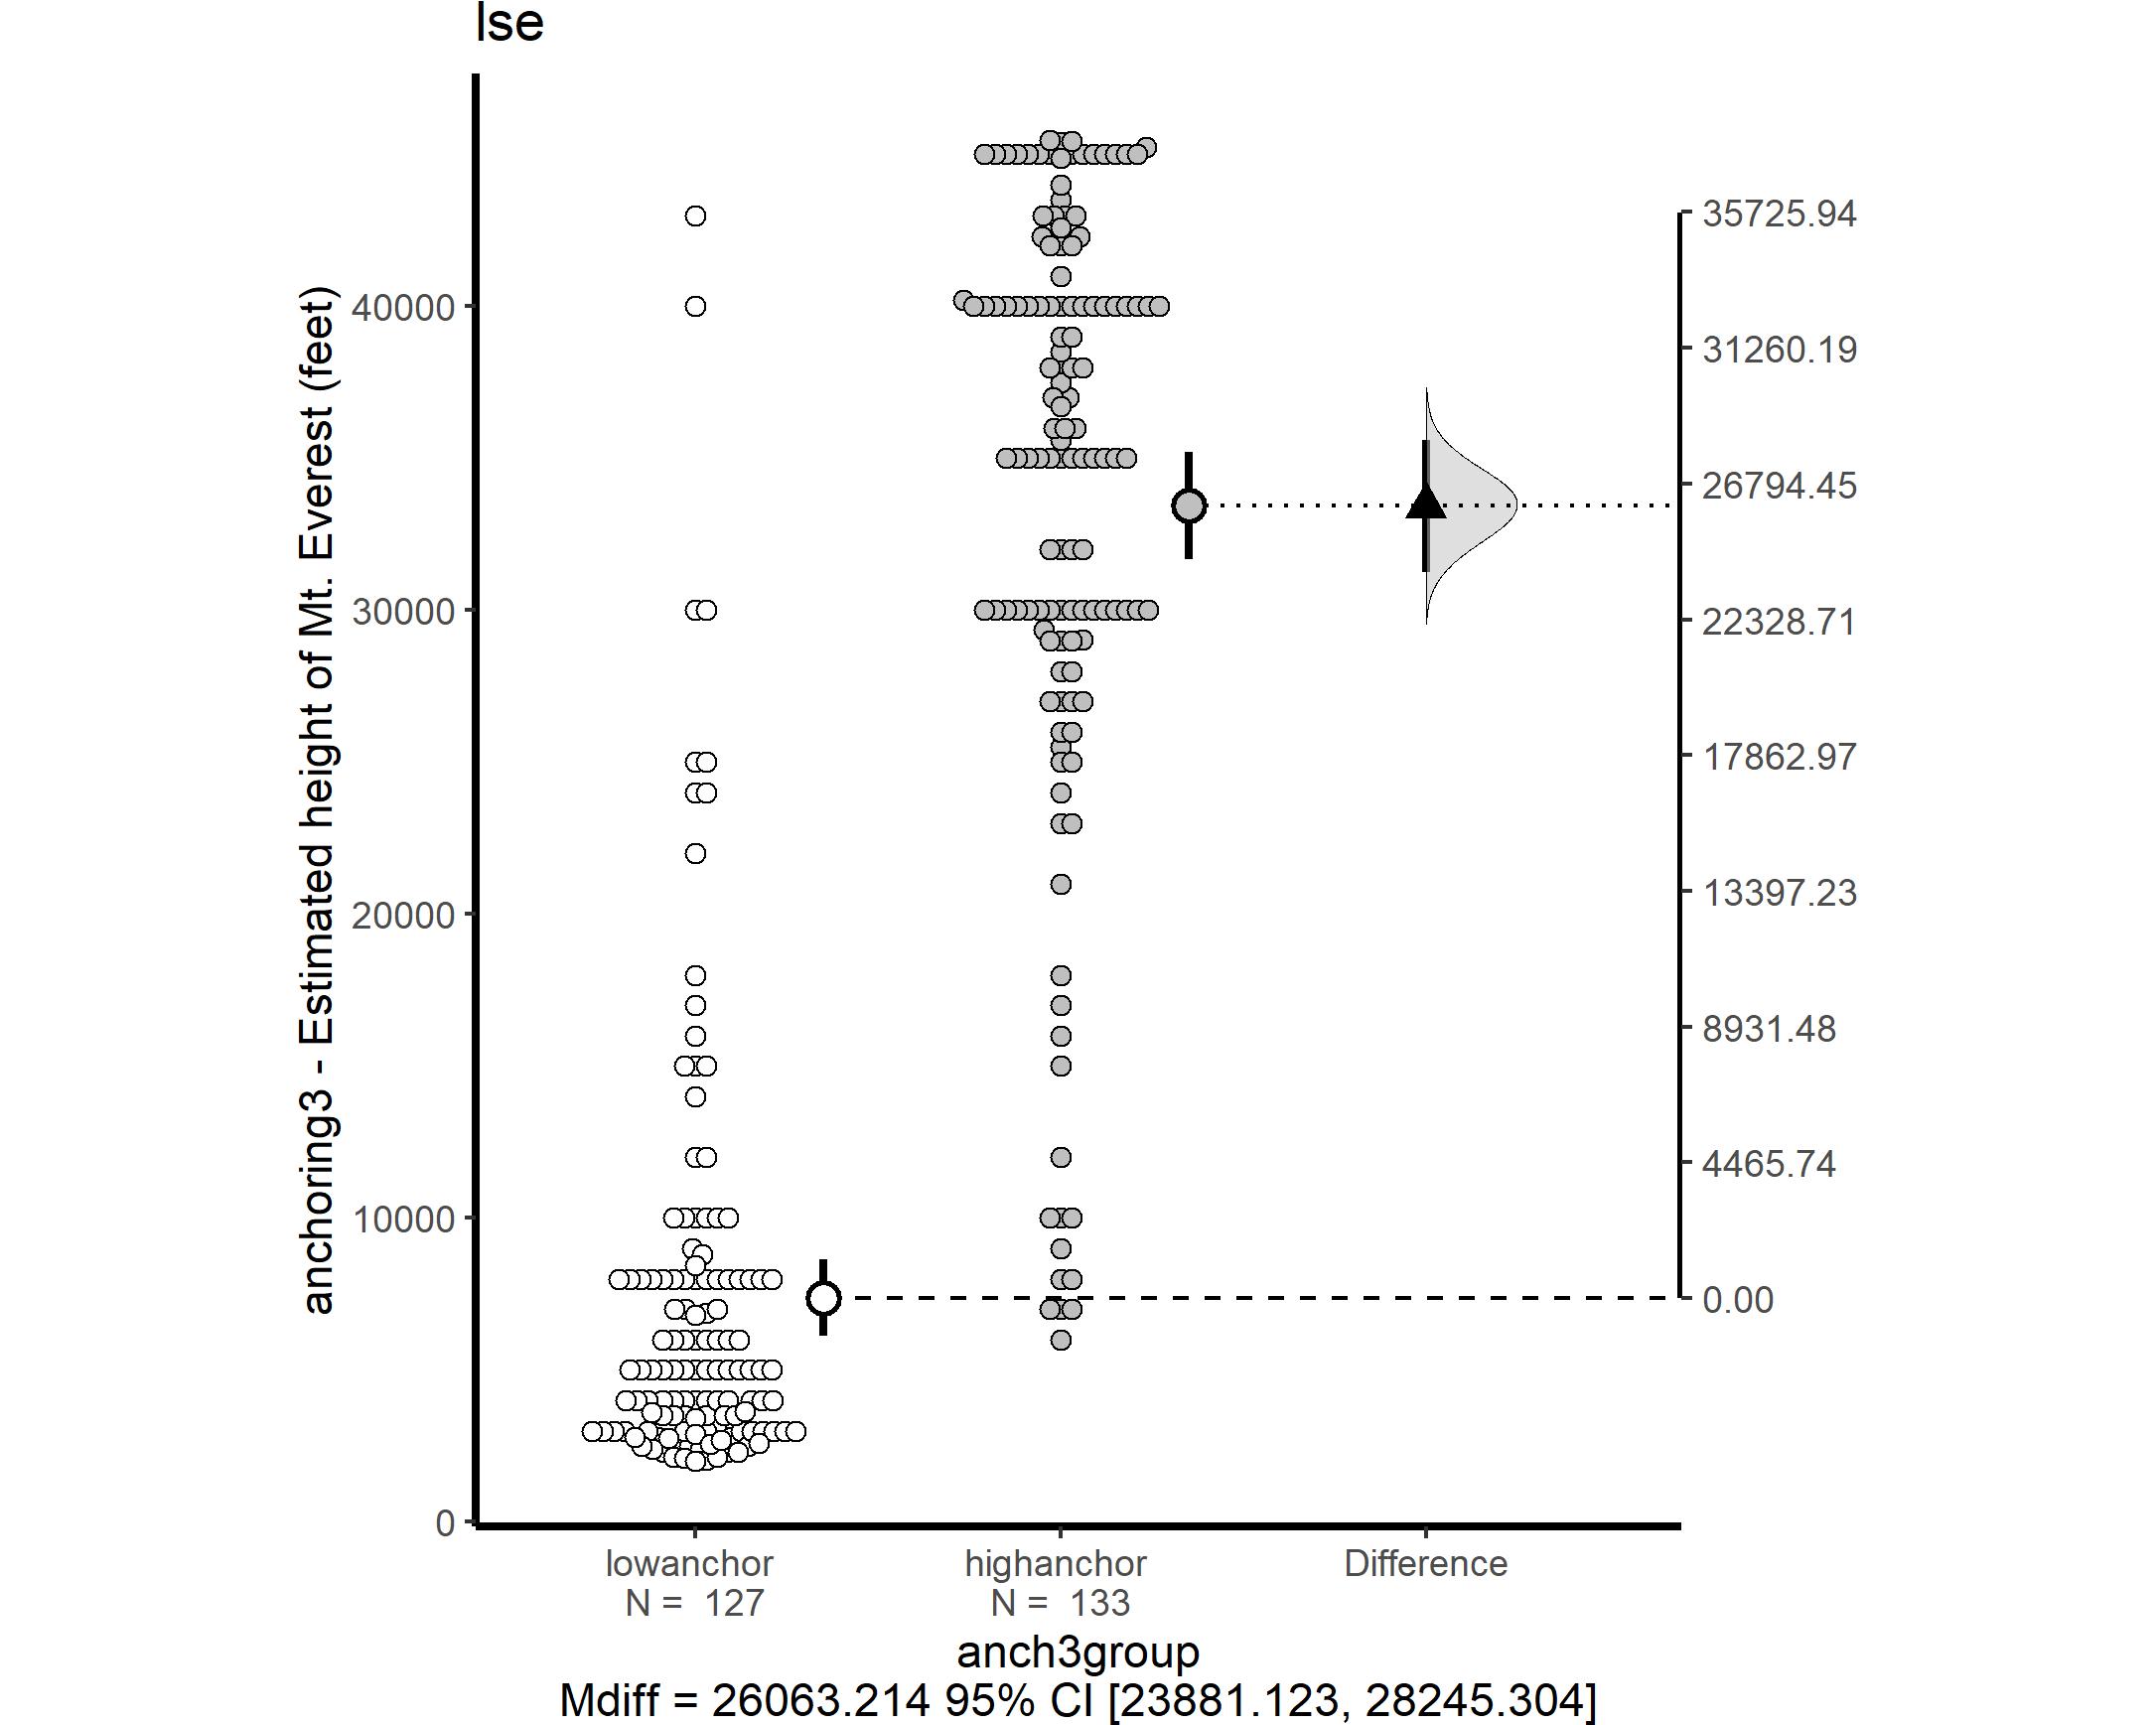 lse
anchoring3 - Estimated height of Mt. Everest (feet)
40000
30000
20000
10000
0
35725.94
31260.19
26794.45
22328.71
17862.97
13397.23
8931.48
4465.74
0.00
lowanchor
N = 127
highanchor
N = 133
Difference
anch3group
Mdiff = 26063.214 95% CI [23881.123, 28245.304]